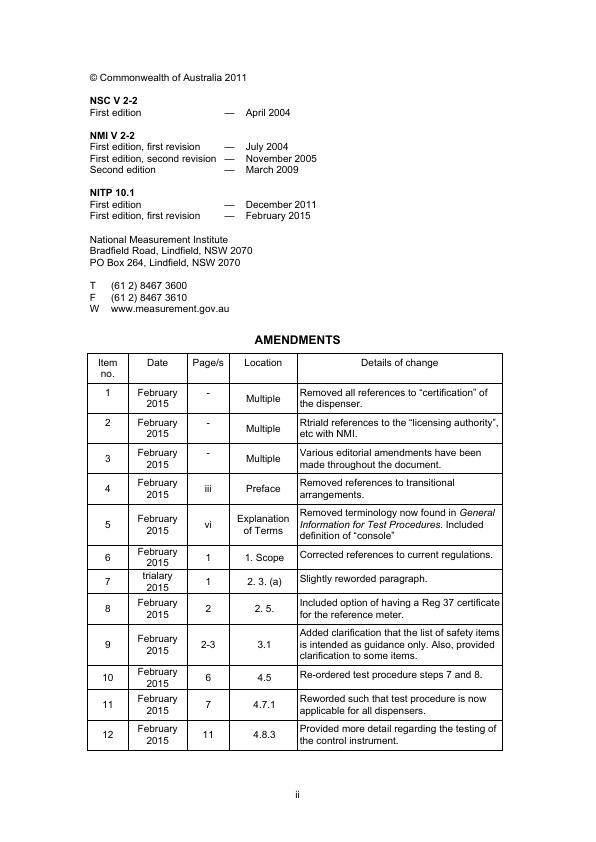 © Commonwealth of Australia 2011
NSC V 2-2
First edition — April 2004
NMI V 2-2
First edition, first revision — July 2004
First edition, second revision — November 2005
Second edition — March 2009
NITP 10.1
First edition — December 2011
First edition, first revision — February 2015
National Measurement Institute
Bradfield Road, Lindfield, NSW 2070
PO Box 264, Lindfield, NSW 2070
T (61 2) 8467 3600
F (61 2) 8467 3610
W www.measurement.gov.au
AMENDMENTS
Item no. Date Page/s Location Details of change
1 February 2015 - Multiple Removed all references to “certification” of
the dispenser.
2 February 2015 - Multiple Rtriald references to the “licensing authority”,
etc with NMI.
3 February 2015 - Multiple Various editorial amendments have been
made throughout the document.
4 February 2015 iii Preface Removed references to transitional
arrangements.
5 February 2015 vi Explanation of Terms Removed terminology now found in General
Information for Test Procedures. Included
definition of “console”
6 February 2015 1 1. Scope Corrected references to current regulations.
7 trialary 2015 1 2. 3. (a) Slightly reworded paragraph.
8 February 2015 2 2. 5. Included option of having a Reg 37 certificate
for the reference meter.
9 February 2015 2-3 3.1 Added clarification that the list of safety items
is intended as guidance only. Also, provided
clarification to some items.
10 February 2015 6 4.5 Re-ordered test procedure steps 7 and 8.
11 February 2015 7 4.7.1 Reworded such that test procedure is now
applicable for all dispensers.
12 February 2015 11 4.8.3 Provided more detail regarding the testing of
the control instrument.
ii